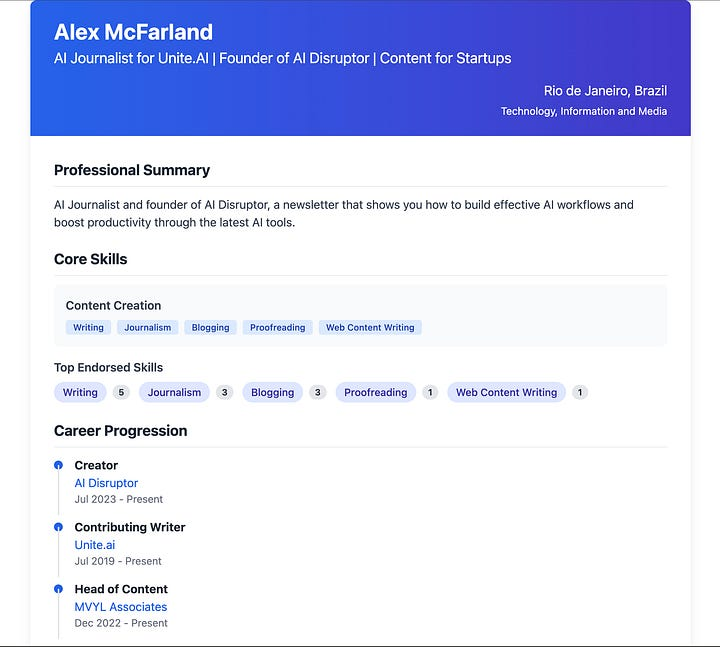 Alex McFarland
AI Journalist for Unite.AI | Founder of AI Disruptor | Content for Startups
Rio de Janeiro, Brazil
Technology, Information and Media
Professional Summary
AI Journalist and founder of AI Disruptor, a newsletter that shows you how to build effective AI workflows and
boost productivity through the latest AI tools.
Core Skills
Content Creation
Writing Journalism Blogging Proofreading Web Content Writing
Top Endorsed Skills
Writing 5 Journalism 3 Blogging 3 Proofreading 1 Web Content Writing 1
Career Progression
Creator
AI Disruptor
Jul 2023 - Present
Contributing Writer
Unite.ai
Jul 2019 - Present
Head of Content
MVYL Associates
Dec 2022 - Present